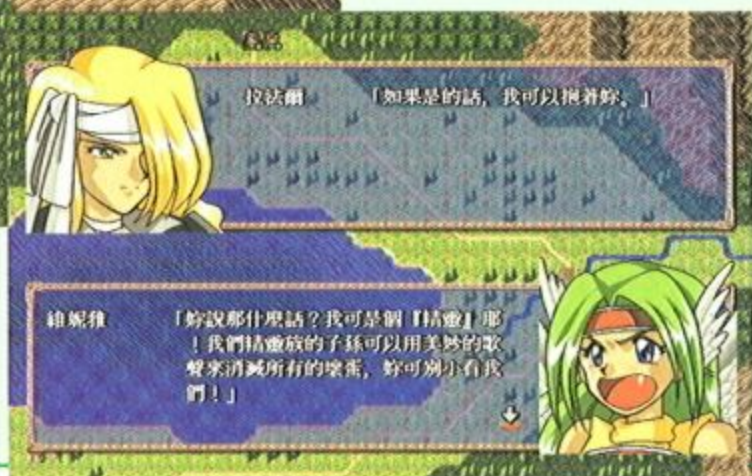 拉法爾 「如果是的話，我可以抱著妳。」
維妮雅 「妳說那什麼話？我可是個『精靈』耶
！我們精靈族的子孫可以用美妙的歌
聲來消滅所有的壞蛋，妳可別小看我
們！」